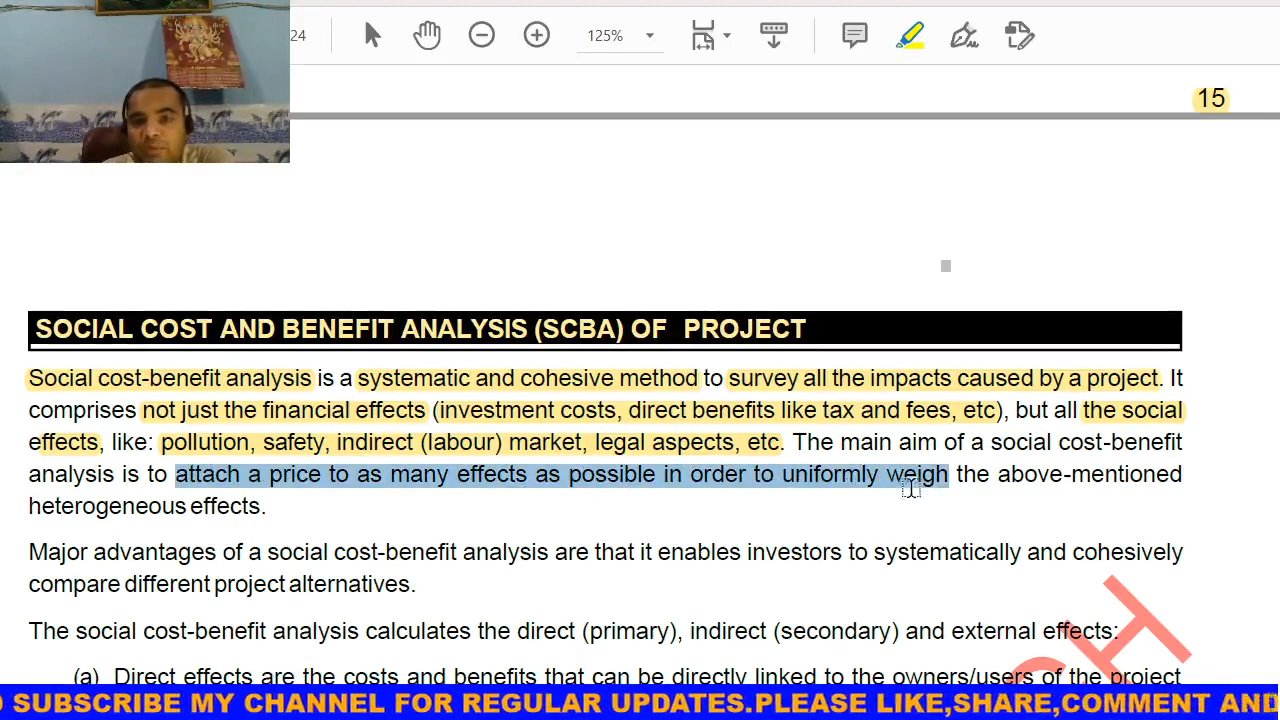 24
125%
15
SOCIAL COST AND BENEFIT ANALYSIS (SCBA) OF PROJECT
Social cost-benefit analysis is a systematic and cohesive method to survey all the impacts caused by a project. It
comprises not just the financial effects (investment costs, direct benefits like tax and fees, etc), but all the social
effects, like: pollution, safety, indirect (labour) market, legal aspects, etc. The main aim of a social cost-benefit
analysis is to attach a price to as many effects as possible in order to uniformly weigh the above-mentioned
heterogeneous effects.
Major advantages of a social cost-benefit analysis are that it enables investors to systematically and cohesively
compare different project alternatives.
The social cost-benefit analysis calculates the direct (primary), indirect (secondary) and external effects:
(a) Direct effects are the costs and benefits that can be directly linked to the owners/users of the project
SUBSCRIBE MY CHANNEL FOR REGULAR UPDATES.PLEASE LIKE,SHARE,COMMENT AND